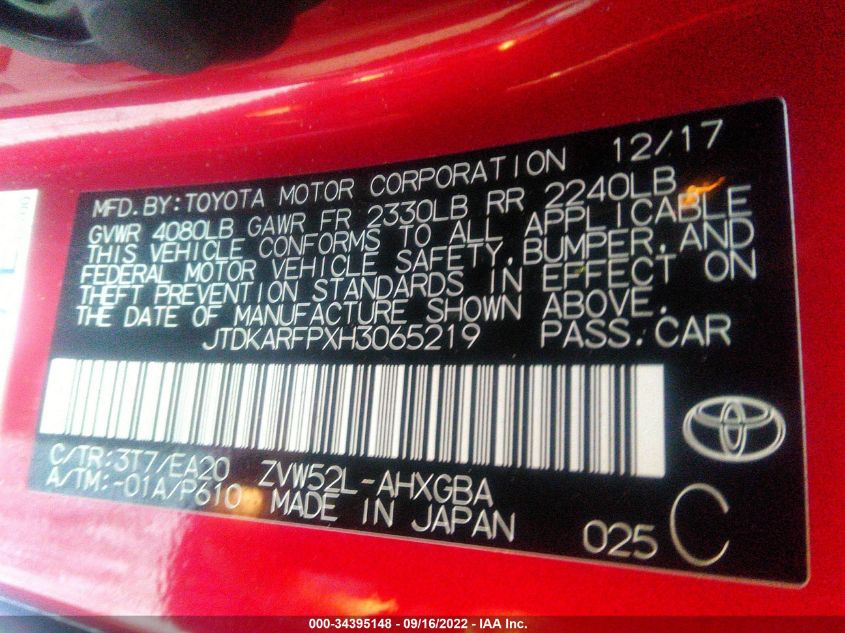 MFD.BY:TOYOTA MOTOR CORPORATION 12/17
GVWR 4080LB GAWR FR 2330LB RR 2240LB
THIS VEHICLE CONFORMS TO ALL APPLICABLE
FEDERAL MOTOR VEHICLE SAFETY,BUMPER,AND
THEFT PREVENTION STANDARDS IN EFFECT ON
THE DATE OF MANUFACTURE SHOWN ABOVE.
JTDKARFPXH3065219 PASS.CAR
C/TR:3T7/EA20 ZVW52L-AHXGBA
A/TM:-01A/P610 MADE IN JAPAN
025 C
000-34395148 - 09/16/2022 - IAA Inc.